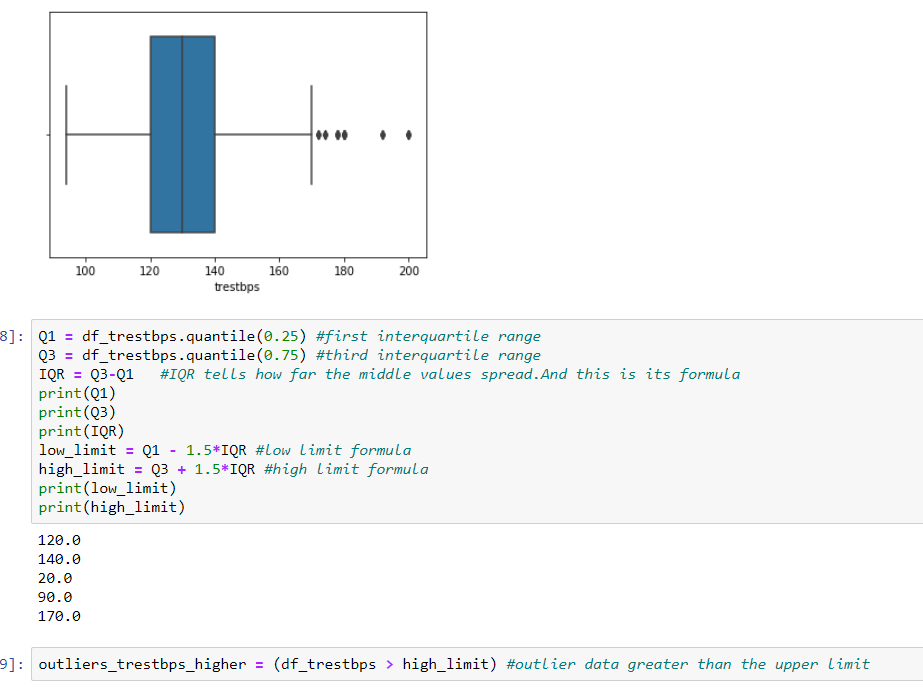 100 120 140 160 180 200
trestbps
8]: Q1 = df_trestbps.quantile(0.25) #first interquartile range
Q3 = df_trestbps.quantile(0.75) #third interquartile range
IQR = Q3-Q1 #IQR tells how far the middle values spread.And this is its formula
print(Q1)
print(Q3)
print(IQR)
low_limit = Q1 - 1.5*IQR #low limit formula
high_limit = Q3 + 1.5*IQR #high limit formula
print(low_limit)
print(high_limit)
120.0
140.0
20.0
90.0
170.0
9]: outliers_trestbps_higher = (df_trestbps > high_limit) #outlier data greater than the upper limit